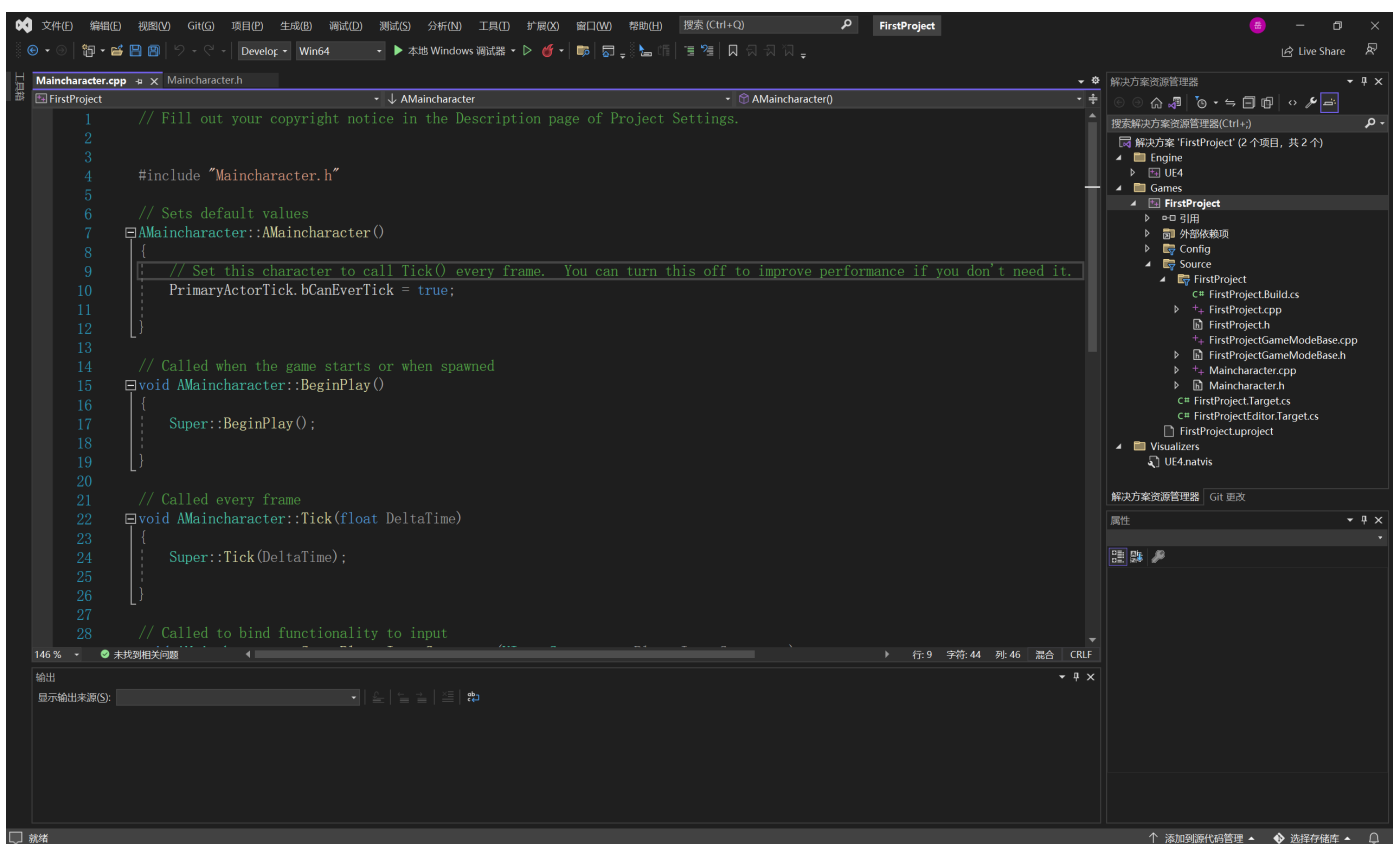 文件(F) 编辑(E) 视图(V) Git(G) 项目(P) 生成(B) 调试(D) 测试(S) 分析(N) 工具(T) 扩展(X) 窗口(W) 帮助(H) 搜索 (Ctrl+Q) FirstProject 岳
Develop Win64 本地 Windows 调试器 Live Share
工具箱
Maincharacter.cpp Maincharacter.h
FirstProject AMaincharacter AMaincharacter()
1 // Fill out your copyright notice in the Description page of Project Settings.
2
3
4 #include "Maincharacter.h"
5
6 // Sets default values
7 AMaincharacter::AMaincharacter()
8 {
9 // Set this character to call Tick() every frame.  You can turn this off to improve performance if you don't need it.
10 PrimaryActorTick.bCanEverTick = true;
11
12 }
13
14 // Called when the game starts or when spawned
15 void AMaincharacter::BeginPlay()
16 {
17 Super::BeginPlay();
18
19 }
20
21 // Called every frame
22 void AMaincharacter::Tick(float DeltaTime)
23 {
24 Super::Tick(DeltaTime);
25
26 }
27
28 // Called to bind functionality to input
146 % 未找到相关问题 行: 9 字符: 44 列: 46 混合 CRLF
输出
显示输出来源(S):
解决方案资源管理器
搜索解决方案资源管理器(Ctrl+;)
解决方案 'FirstProject' (2 个项目，共 2 个)
Engine
UE4
Games
FirstProject
引用
外部依赖项
Config
Source
FirstProject
C# FirstProject.Build.cs
++ FirstProject.cpp
FirstProject.h
++ FirstProjectGameModeBase.cpp
FirstProjectGameModeBase.h
++ Maincharacter.cpp
Maincharacter.h
C# FirstProject.Target.cs
C# FirstProjectEditor.Target.cs
FirstProject.uproject
Visualizers
UE4.natvis
解决方案资源管理器 Git 更改
属性
就绪 添加到源代码管理 选择存储库